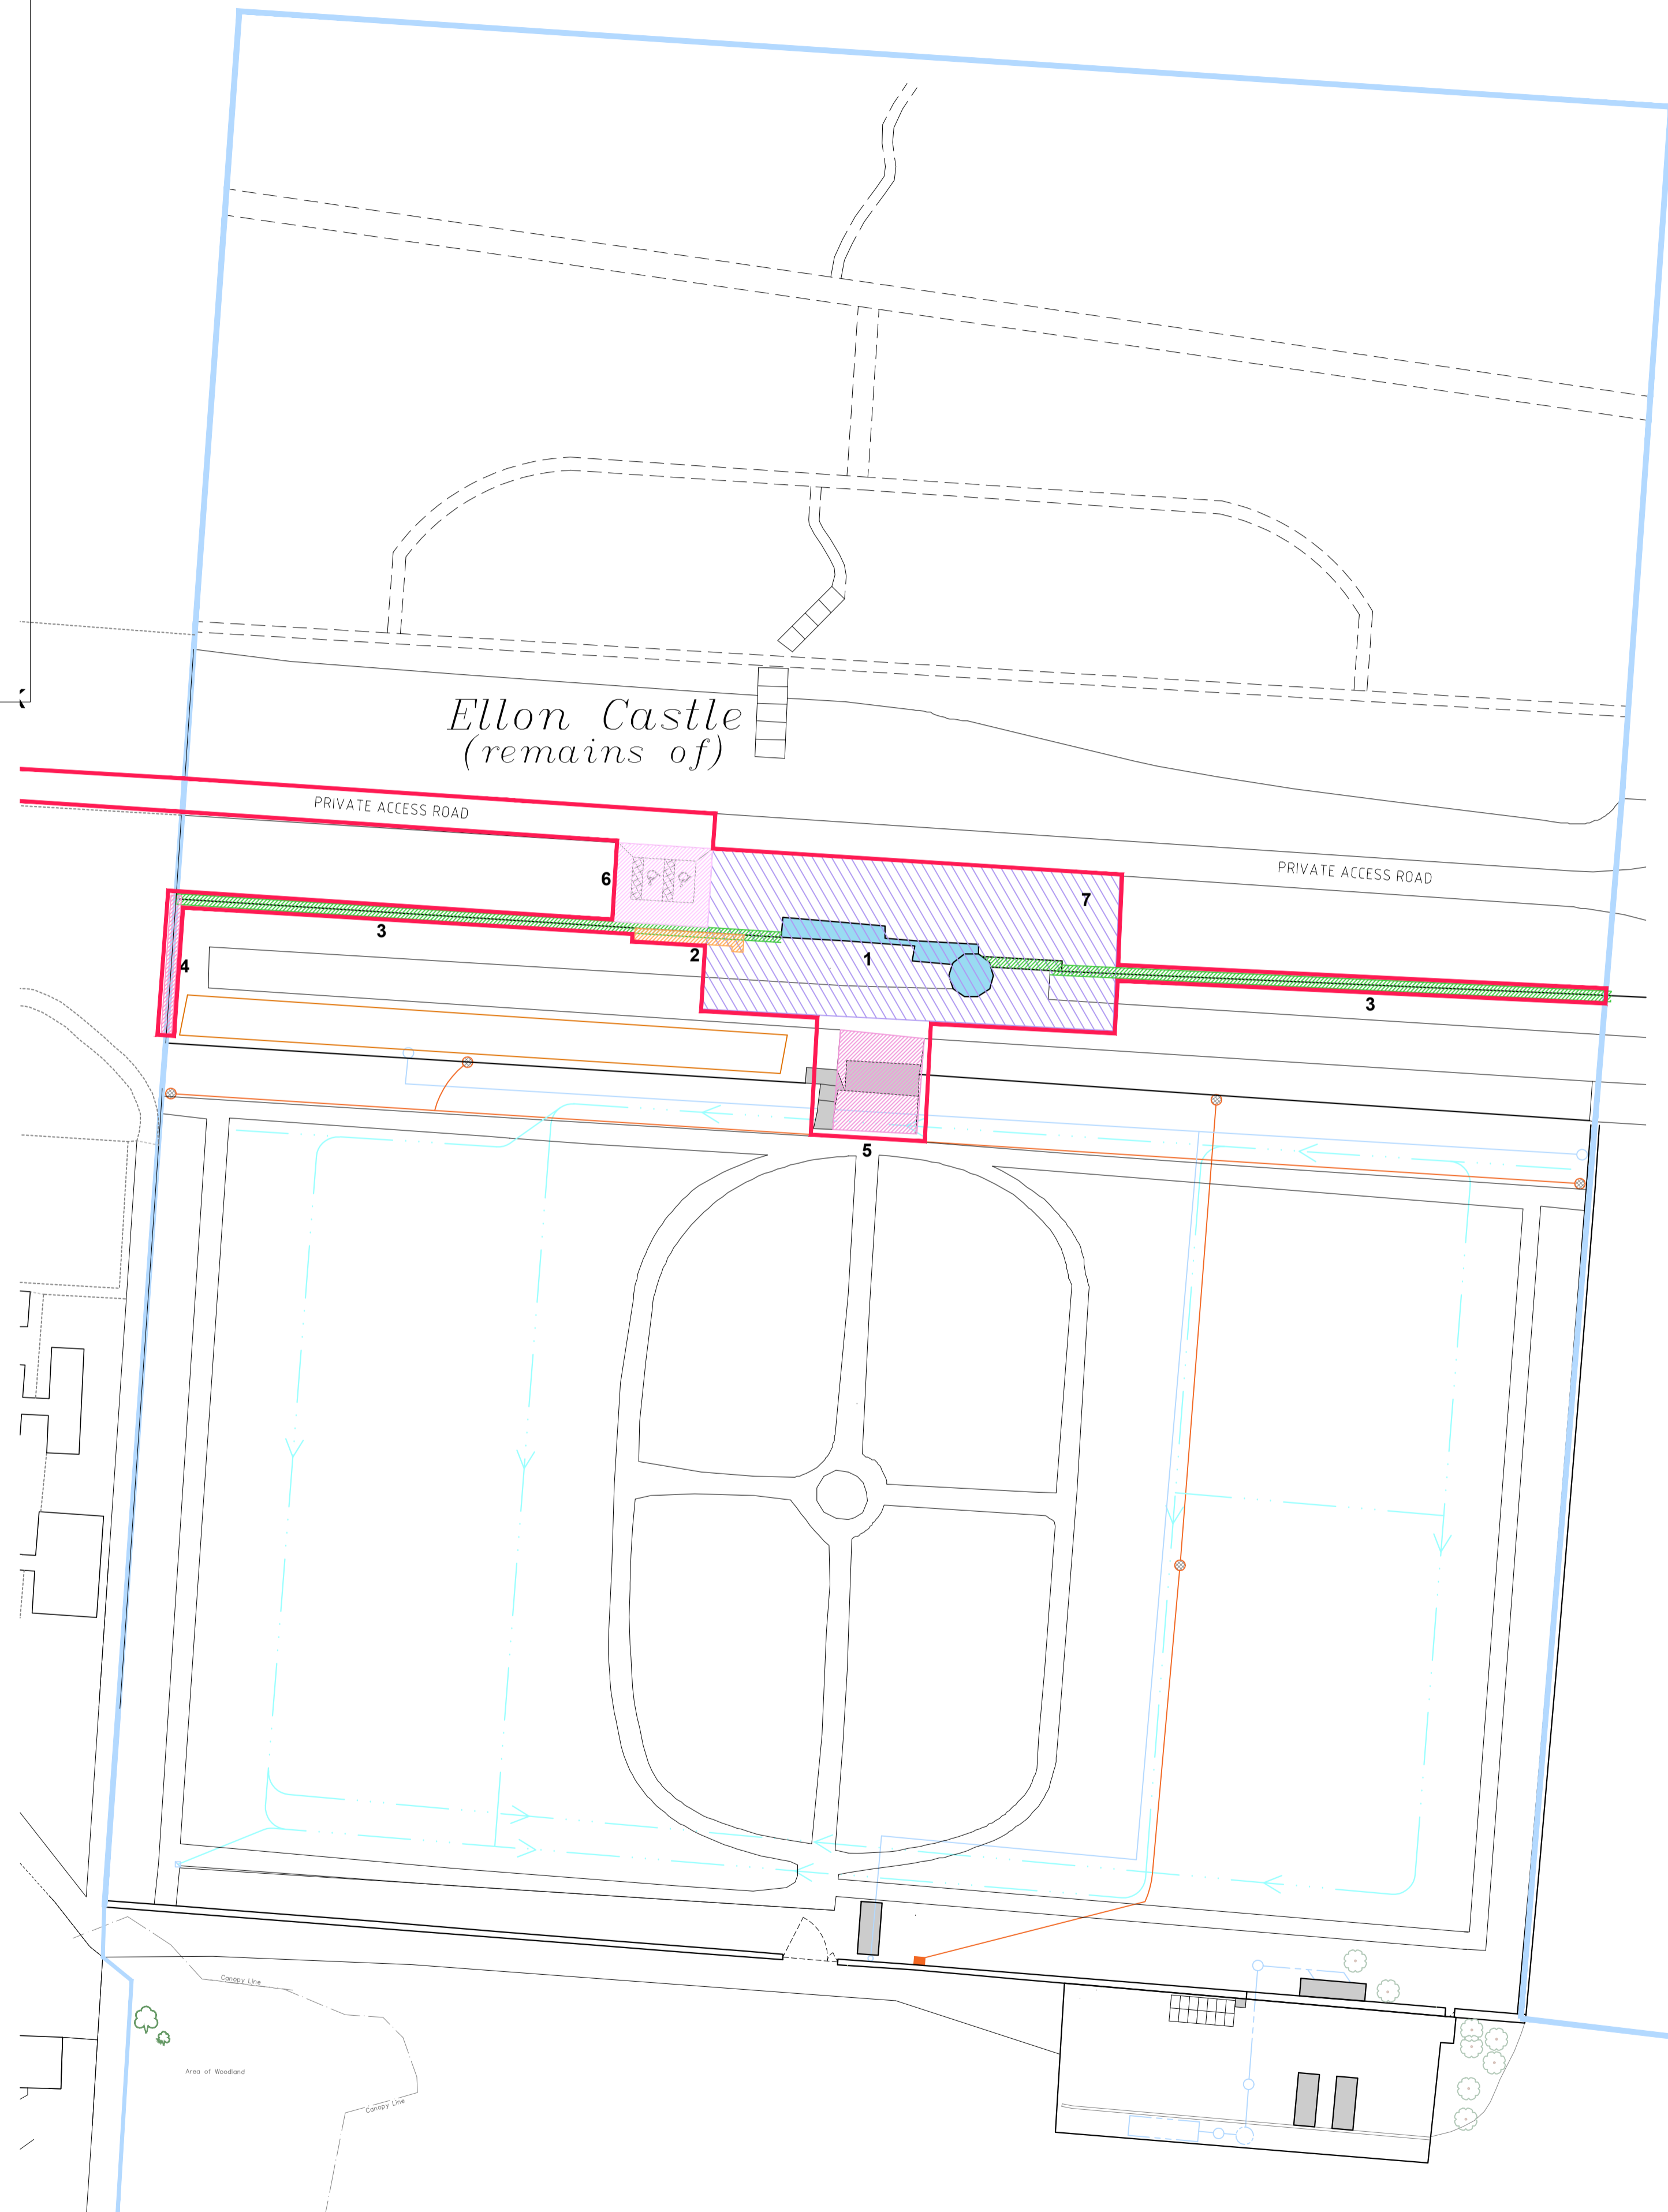 Ellon Castle
(remains of)
PRIVATE ACCESS ROAD
PRIVATE ACCESS ROAD
6
7
3
2
1
4
3
5
Canopy Line
Area of Woodland
Canopy Line